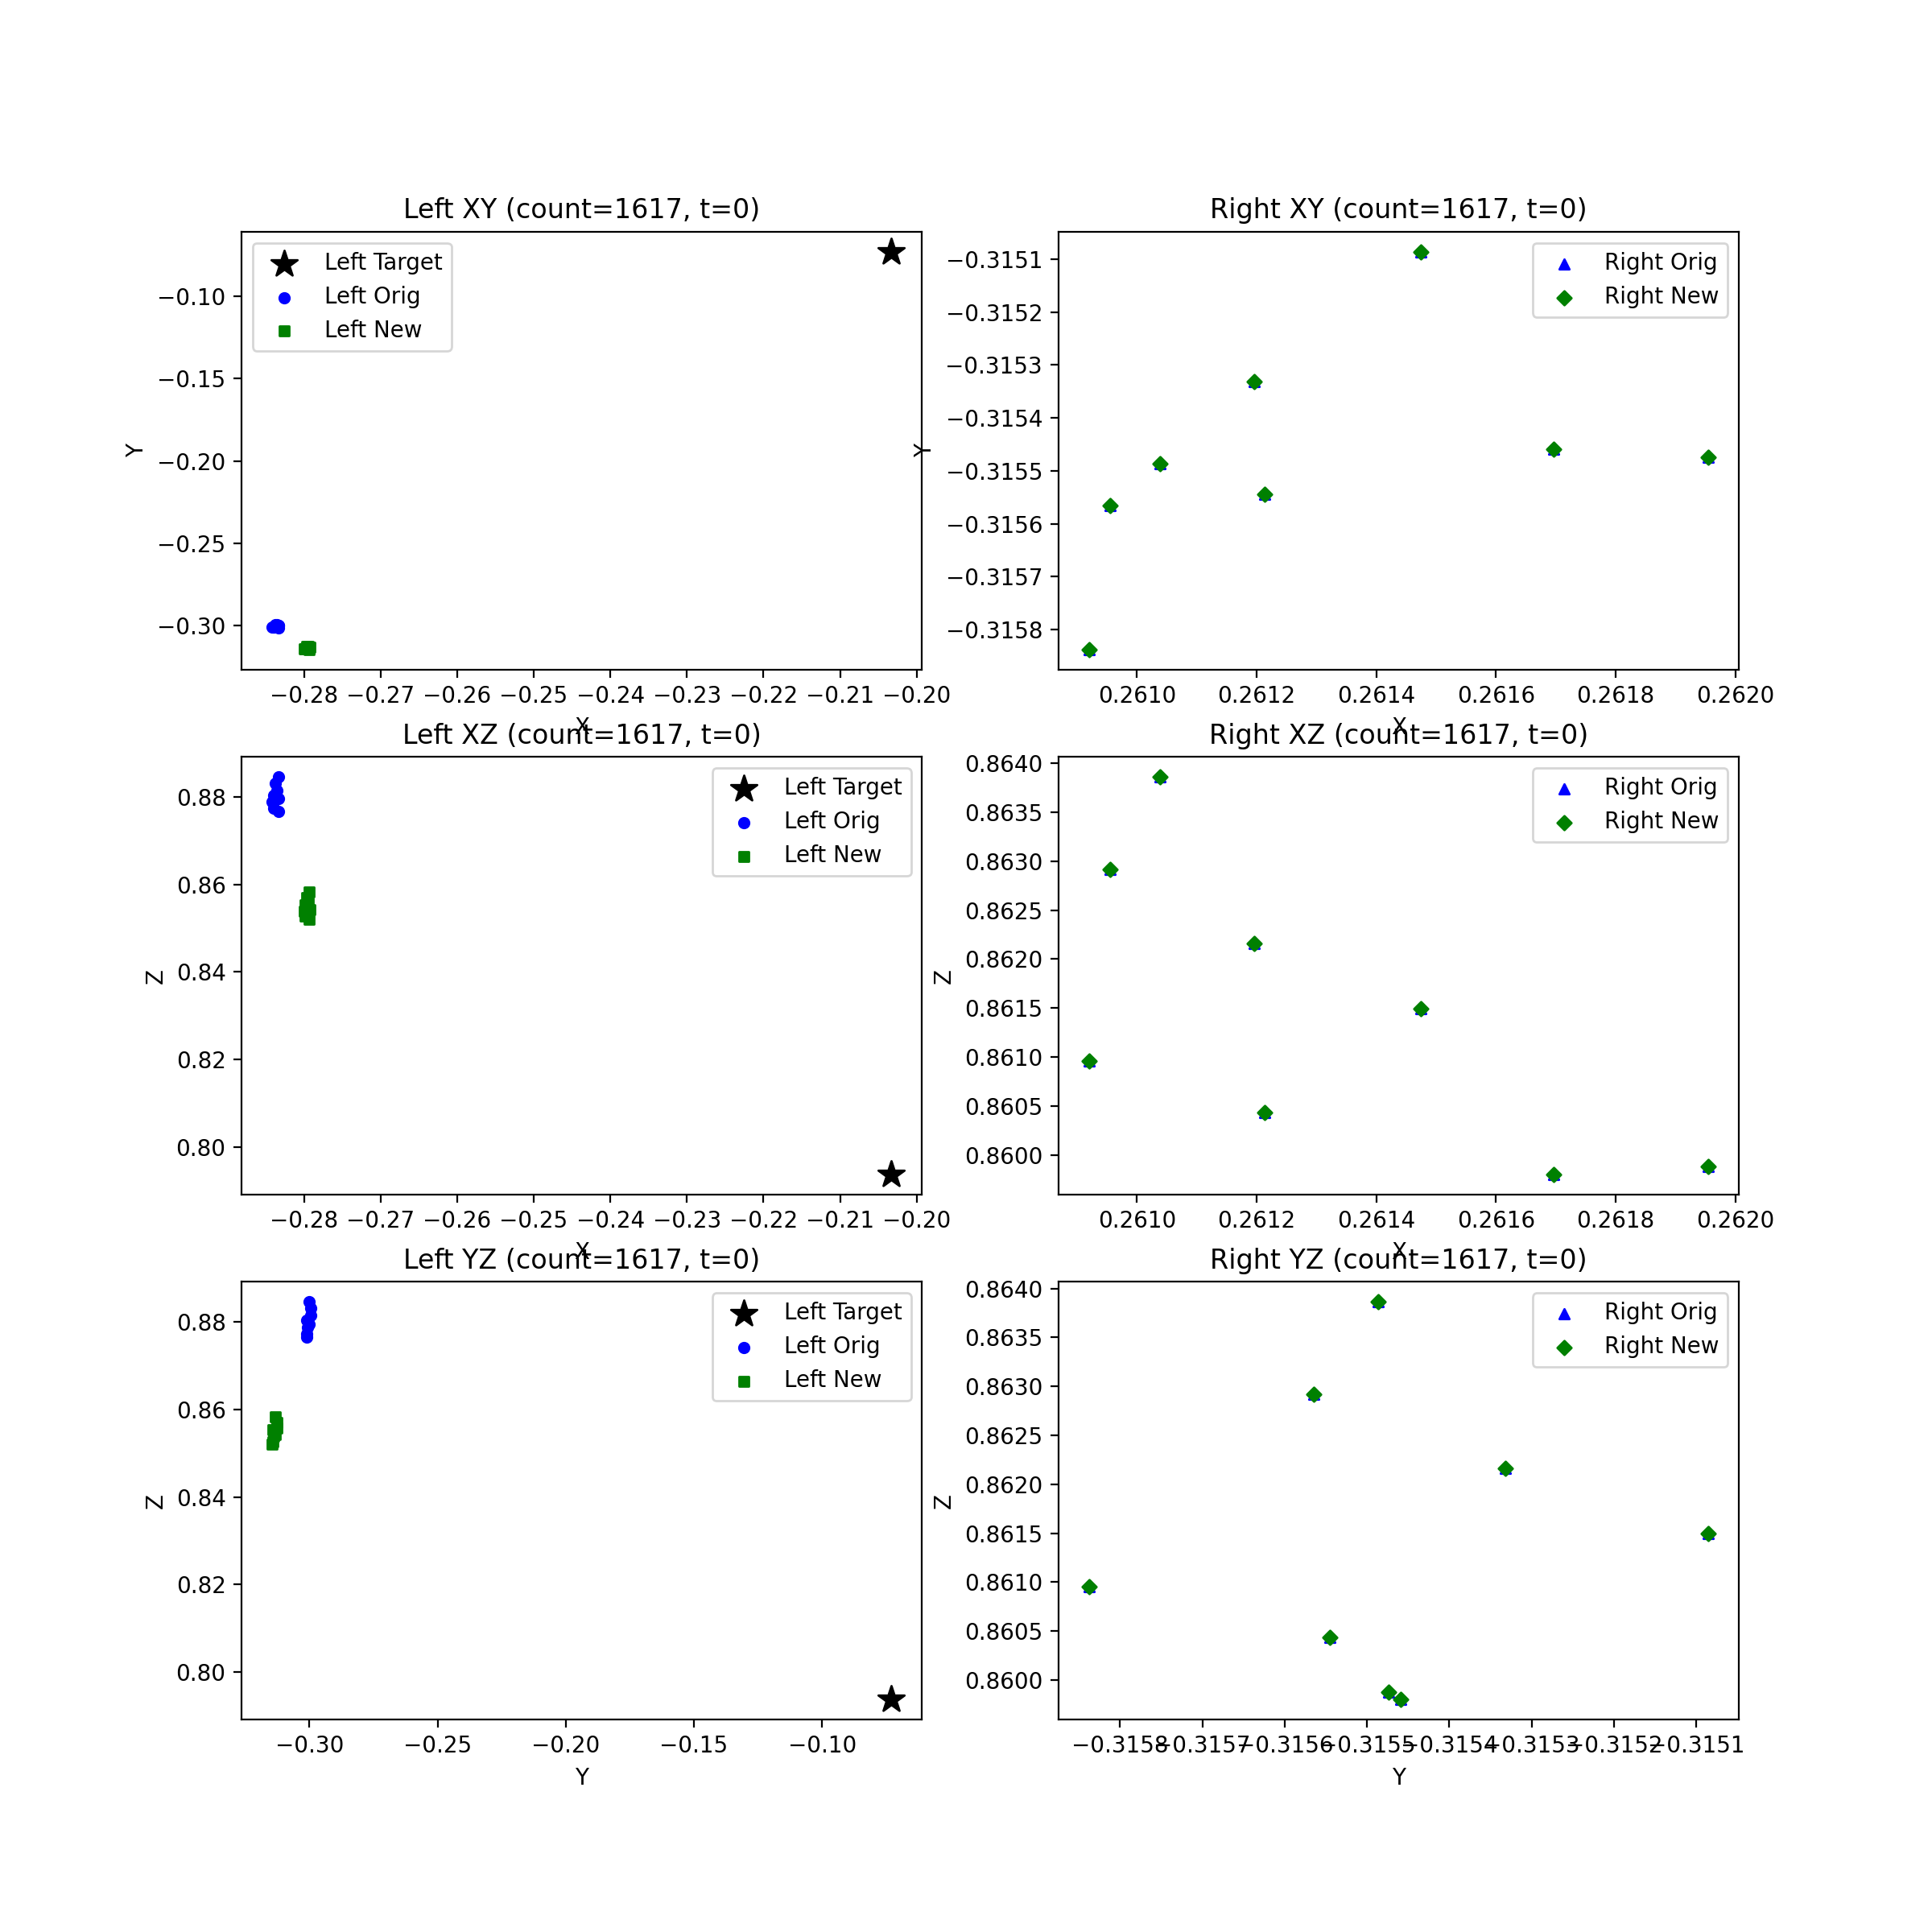 Left XY (count=1617, t=0)
Left Target
Left Orig
Left New
−0.10
−0.15
−0.20
−0.25
−0.30
Y
−0.28 −0.27 −0.26 −0.25 −0.24 −0.23 −0.22 −0.21 −0.20
X
Right XY (count=1617, t=0)
Right Orig
Right New
−0.3151
−0.3152
−0.3153
−0.3154
−0.3155
−0.3156
−0.3157
−0.3158
Y
0.2610 0.2612 0.2614 0.2616 0.2618 0.2620
X
Left XZ (count=1617, t=0)
Left Target
Left Orig
Left New
0.88
0.86
0.84
0.82
0.80
Z
−0.28 −0.27 −0.26 −0.25 −0.24 −0.23 −0.22 −0.21 −0.20
X
Right XZ (count=1617, t=0)
Right Orig
Right New
0.8640
0.8635
0.8630
0.8625
0.8620
0.8615
0.8610
0.8605
0.8600
Z
0.2610 0.2612 0.2614 0.2616 0.2618 0.2620
X
Left YZ (count=1617, t=0)
Left Target
Left Orig
Left New
0.88
0.86
0.84
0.82
0.80
Z
−0.30 −0.25 −0.20 −0.15 −0.10
Y
Right YZ (count=1617, t=0)
Right Orig
Right New
0.8640
0.8635
0.8630
0.8625
0.8620
0.8615
0.8610
0.8605
0.8600
Z
−0.3158 −0.3157 −0.3156 −0.3155 −0.3154 −0.3153 −0.3152 −0.3151
Y